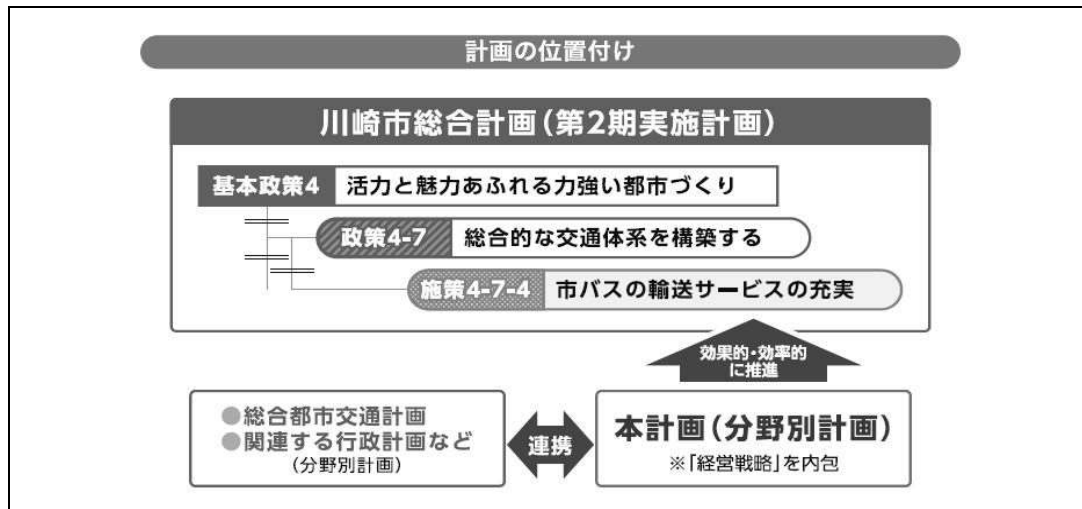 計画の位置付け
川崎市総合計画(第2期実施計画)
基本政策4 活力と魅力あふれる力強い都市づくり
政策4-7 総合的な交通体系を構築する
施策4-7-4 市バスの輸送サービスの充実
効果的・効率的
に推進
●総合都市交通計画
●関連する行政計画など
(分野別計画)
連携
本計画(分野別計画)
※「経営戦略」を内包